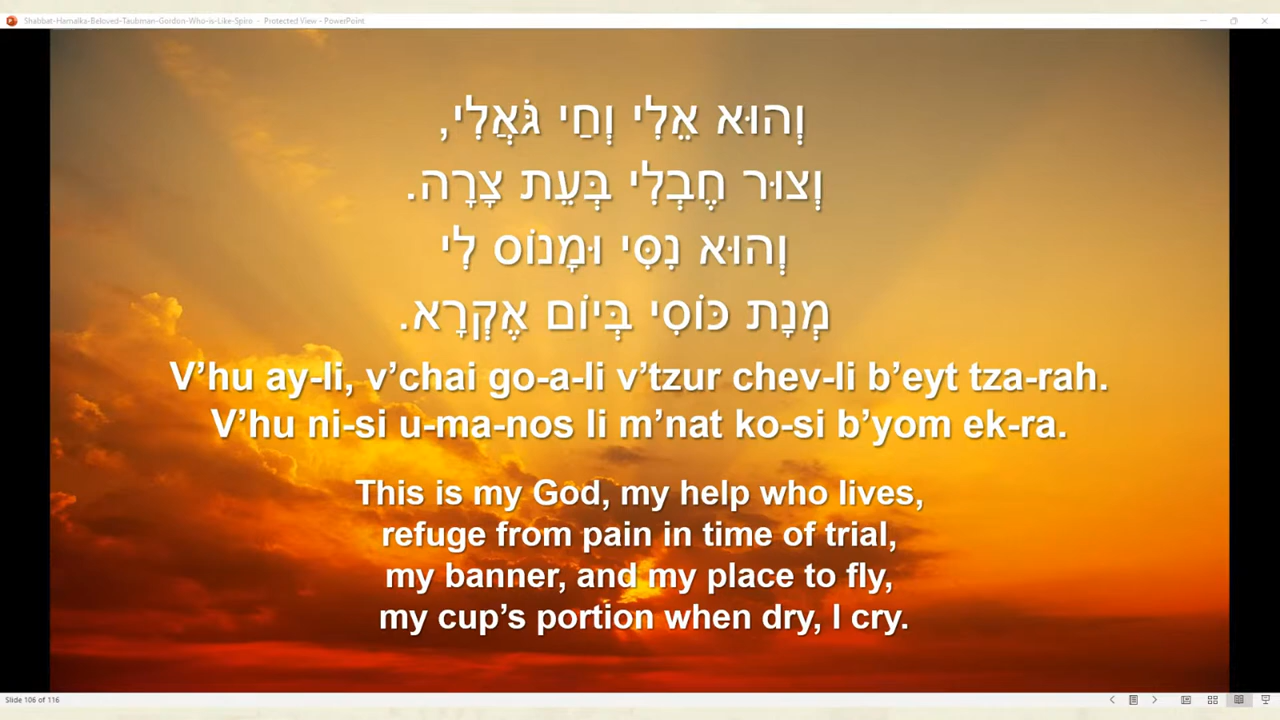 Shabbat-Hamalka-Beloved-Taubman-Gordon-Who-is-Like-Spiro - Protected View - PowerPoint
וְהוּא אֵלִי וְחַי גֹּאֲלִי,
וְצוּר חֶבְלִי בְּעֵת צָרָה.
וְהוּא נִסִּי וּמָנוֹס לִי
מְנָת כּוֹסִי בְּיוֹם אֶקְרָא.
V’hu ay-li, v’chai go-a-li v’tzur chev-li b’eyt tza-rah.
V’hu ni-si u-ma-nos li m’nat ko-si b’yom ek-ra.
This is my God, my help who lives,
refuge from pain in time of trial,
my banner, and my place to fly,
my cup’s portion when dry, I cry.
Slide 106 of 116